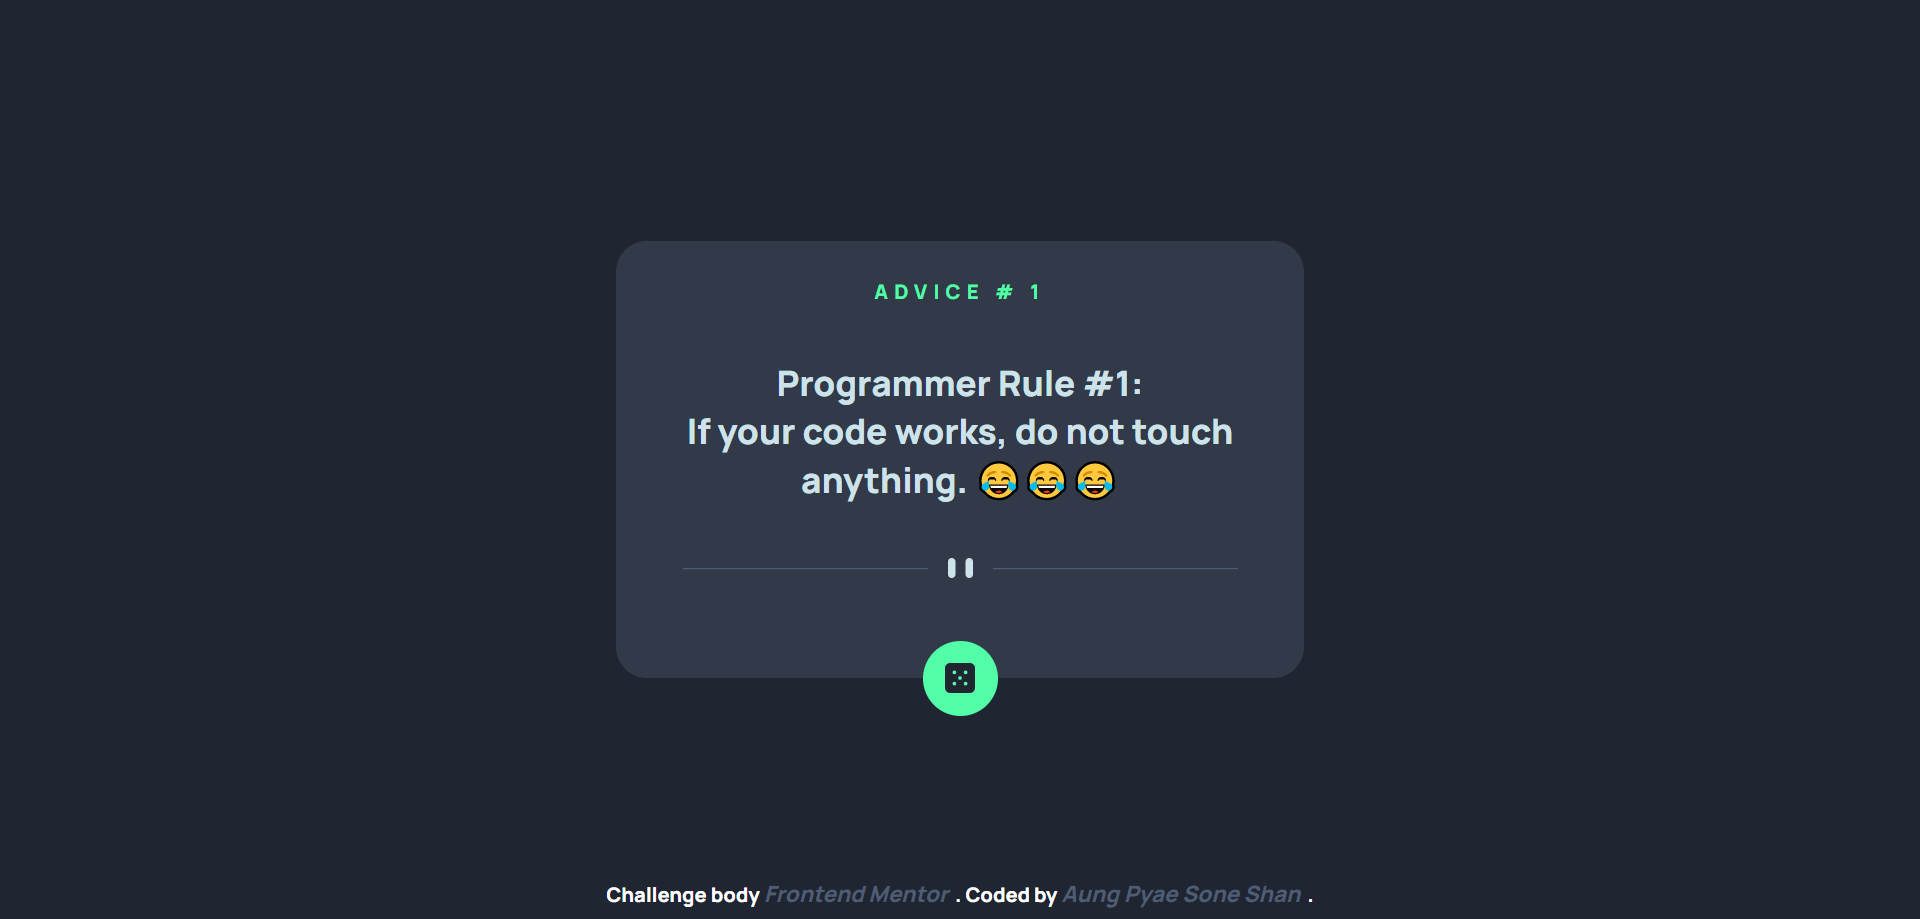 ADVICE # 1
Programmer Rule #1:
If your code works, do not touch
anything. 😂😂😂
Challenge body Frontend Mentor . Coded by Aung Pyae Sone Shan .